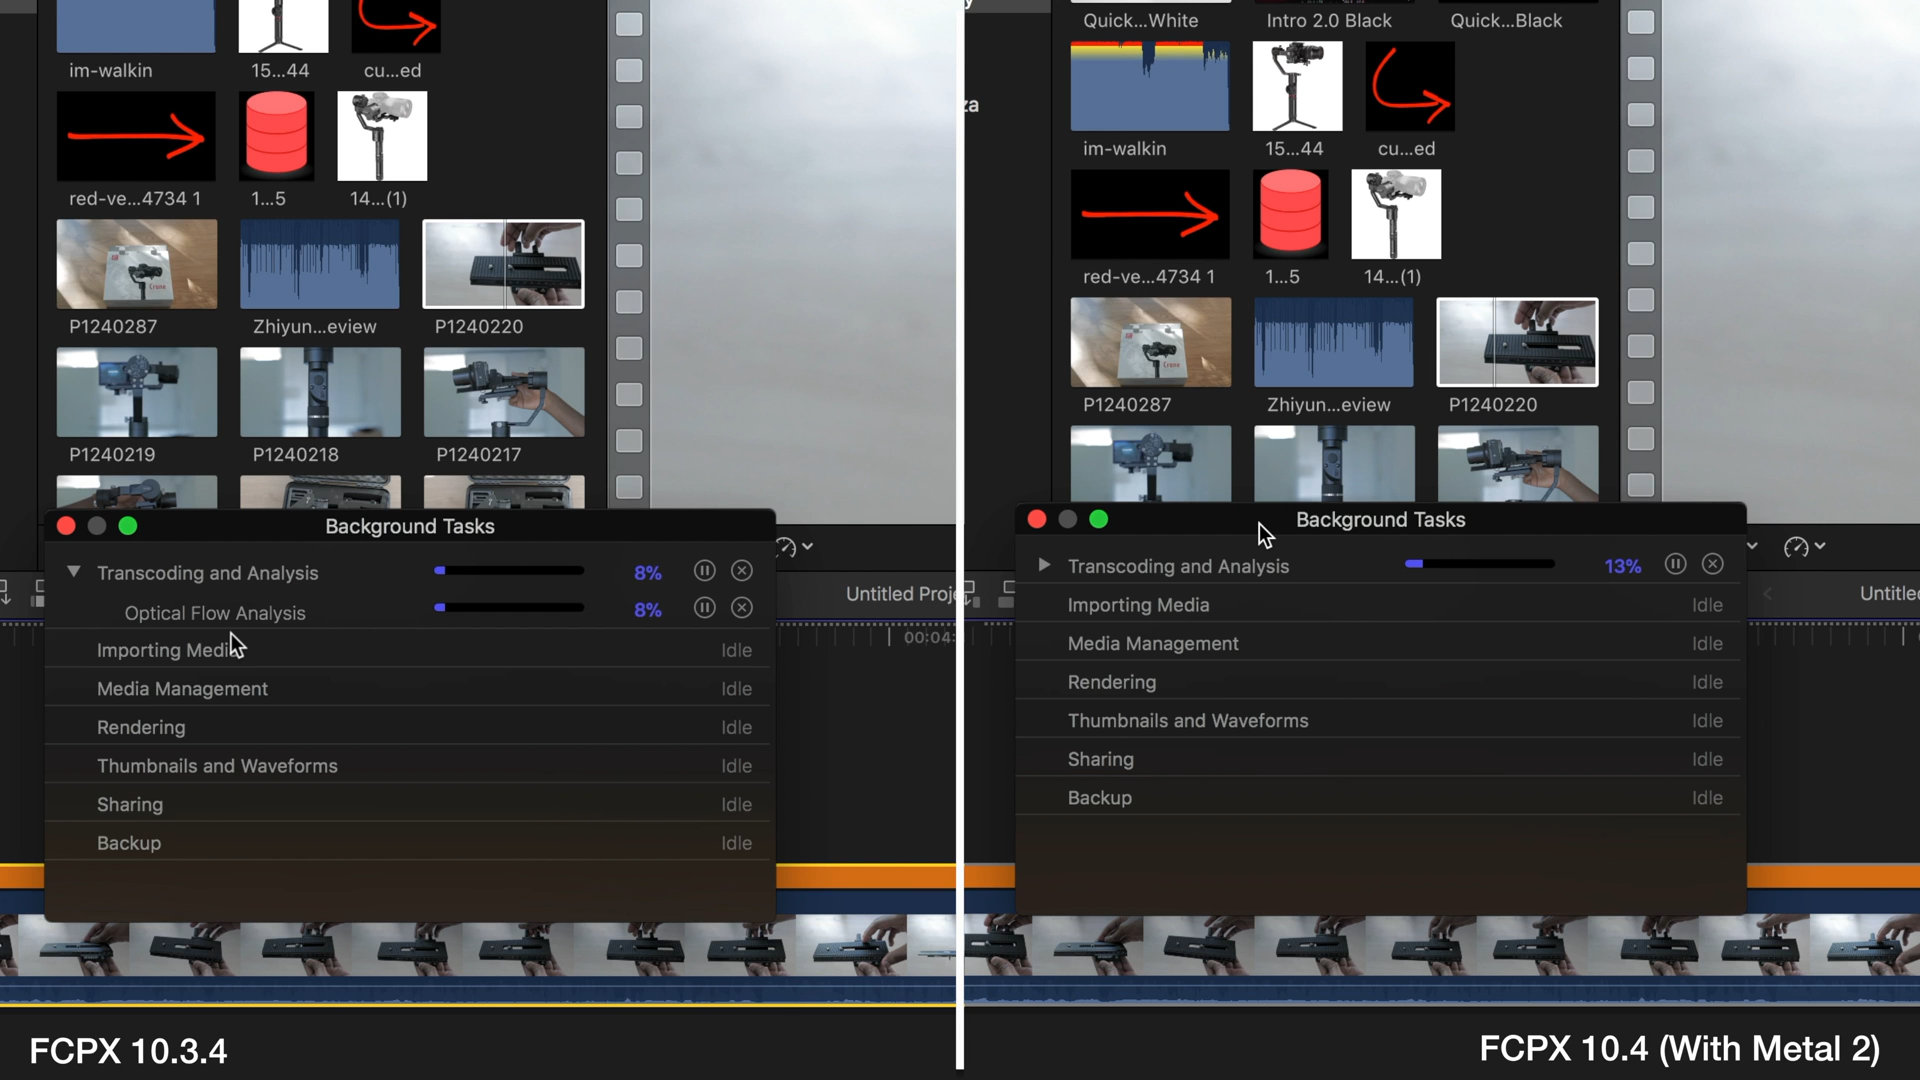 im-walkin
15...44
cu...ed
red-ve...4734 1
1...5
14...(1)
P1240287
Zhiyun...eview
P1240220
P1240219
P1240218
P1240217
Background Tasks
Transcoding and Analysis
8%
Optical Flow Analysis
8%
Importing Medi
Idle
Media Management
Idle
Rendering
Idle
Thumbnails and Waveforms
Idle
Sharing
Idle
Backup
Idle
Untitled Proje
00:04:
FCPX 10.3.4
Quick...White
Intro 2.0 Black
Quick...Black
za
im-walkin
15...44
cu...ed
red-ve...4734 1
1...5
14...(1)
P1240287
Zhiyun...eview
P1240220
Background Tasks
Transcoding and Analysis
13%
Importing Media
Idle
Media Management
Idle
Rendering
Idle
Thumbnails and Waveforms
Idle
Sharing
Idle
Backup
Idle
Untitled
FCPX 10.4 (With Metal 2)